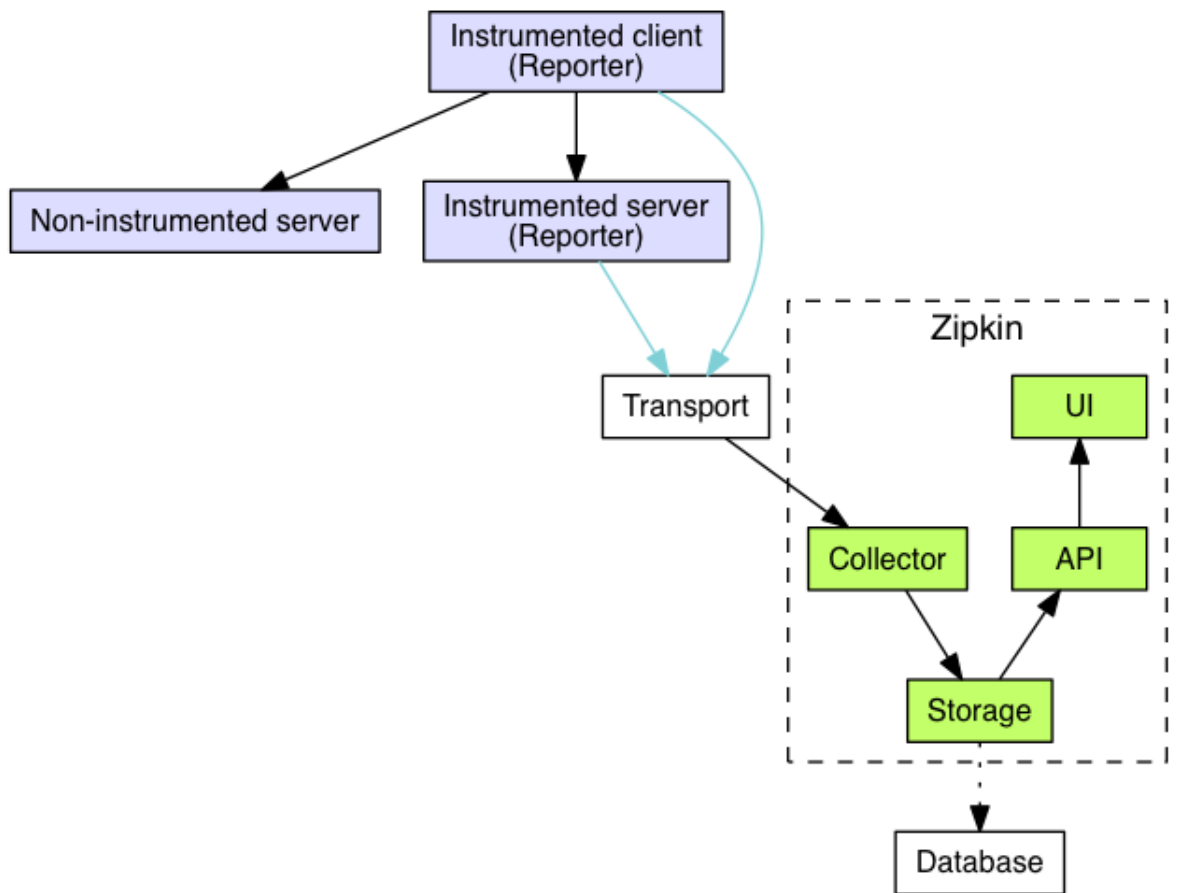 Instrumented client
(Reporter)
Non-instrumented server
Instrumented server
(Reporter)
Zipkin
Transport
UI
Collector
API
Storage
Database